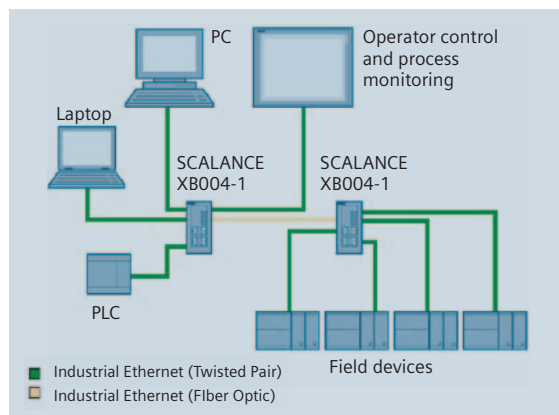 PC
Operator control
and process
monitoring
Laptop
SCALANCE
XB004-1
SCALANCE
XB004-1
PLC
Field devices
Industrial Ethernet (Twisted Pair)
Industrial Ethernet (FIber Optic)